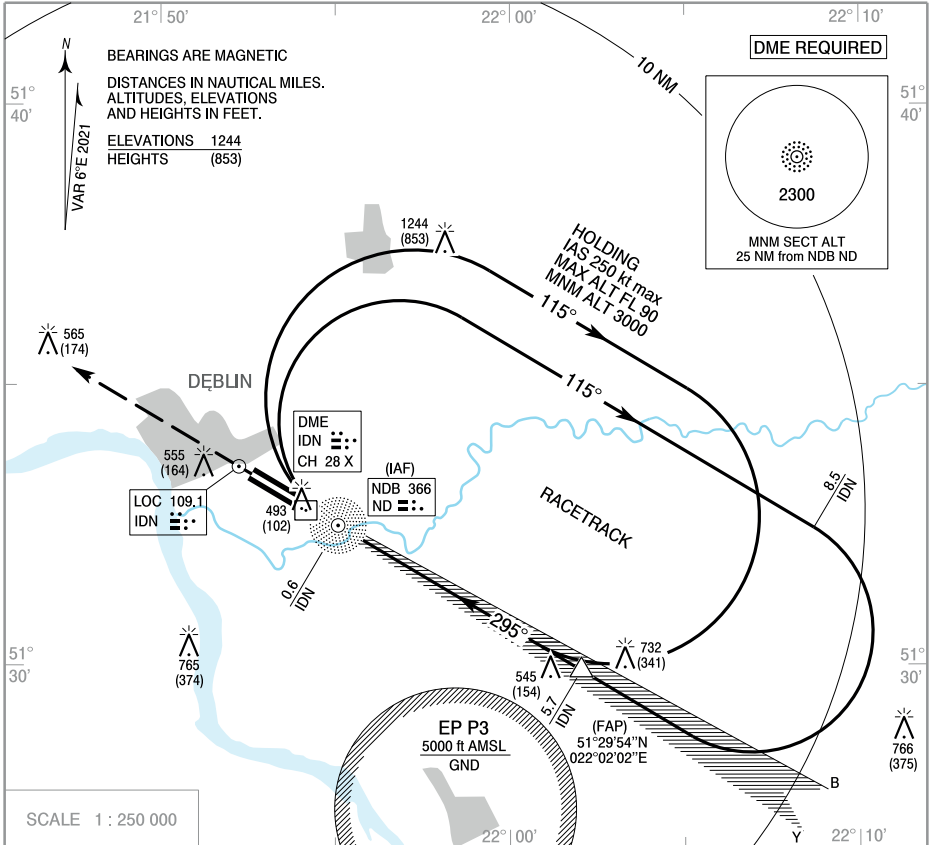 21° 50'
22° 00'
22° 10'
N
VAR 6°E 2021
BEARINGS ARE MAGNETIC
DISTANCES IN NAUTICAL MILES.
ALTITUDES, ELEVATIONS
AND HEIGHTS IN FEET.
ELEVATIONS 1244
HEIGHTS (853)
51°
40'
51°
40'
10 NM
DME REQUIRED
2300
MNM SECT ALT
25 NM from NDB ND
1244
(853)
HOLDING
IAS 250 kt max
MAX ALT FL 90
MNM ALT 3000
115°
115°
565
(174)
DĘBLIN
DME
IDN
CH 28 X
555
(164)
(IAF)
NDB 366
ND
LOC 109.1
IDN
493
(102)
8.5
IDN
RACETRACK
0.6
IDN
295°
765
(374)
732
(341)
545
(154)
5.7
IDN
51°
30'
51°
30'
(FAP)
51°29'54"N
022°02'02"E
EP P3
5000 ft AMSL
GND
766
(375)
B
Y
SCALE 1 : 250 000
22° 00'
22° 10'